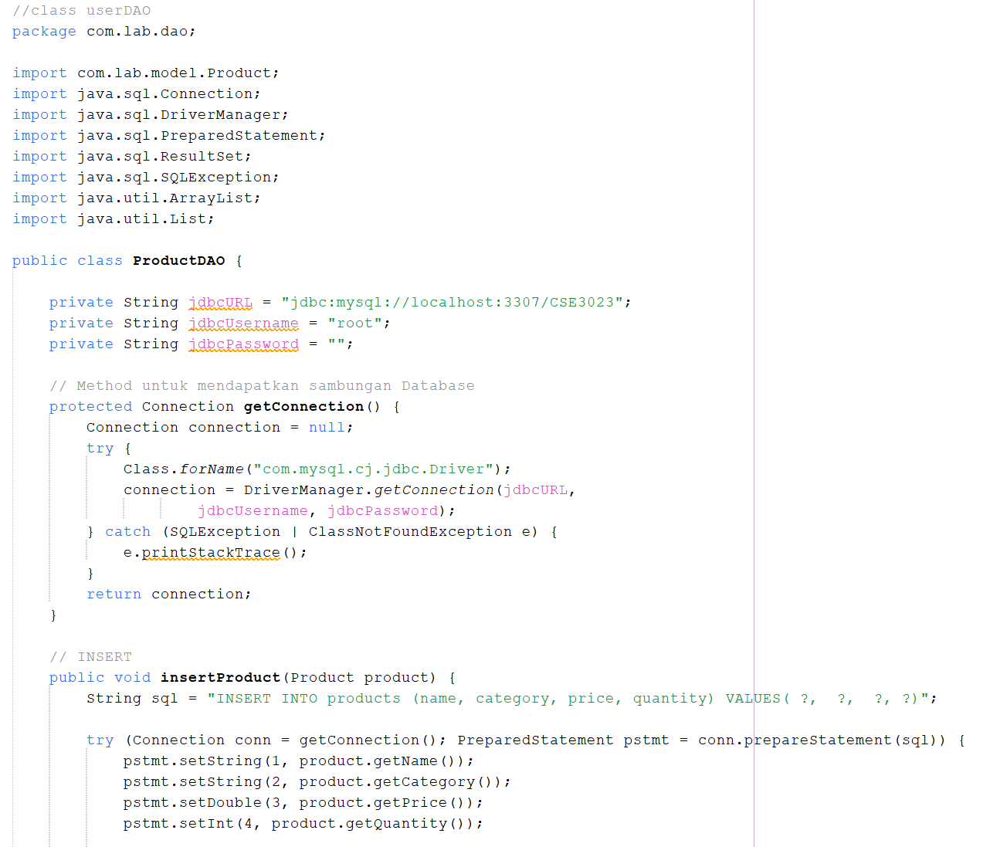 //class userDAO
package com.lab.dao;
import com.lab.model.Product;
import java.sql.Connection;
import java.sql.DriverManager;
import java.sql.PreparedStatement;
import java.sql.ResultSet;
import java.sql.SQLException;
import java.util.ArrayList;
import java.util.List;
public class ProductDAO {
private String jdbcURL = "jdbc:mysql://localhost:3307/CSE3023";
private String jdbcUsername = "root";
private String jdbcPassword = "";
// Method untuk mendapatkan sambungan Database
protected Connection getConnection() {
Connection connection = null;
try {
Class.forName("com.mysql.cj.jdbc.Driver");
connection = DriverManager.getConnection(jdbcURL,
jdbcUsername, jdbcPassword);
} catch (SQLException | ClassNotFoundException e) {
e.printStackTrace();
}
return connection;
}
// INSERT
public void insertProduct(Product product) {
String sql = "INSERT INTO products (name, category, price, quantity) VALUES( ?,  ?,  ?, ?)";
try (Connection conn = getConnection(); PreparedStatement pstmt = conn.prepareStatement(sql)) {
pstmt.setString(1, product.getName());
pstmt.setString(2, product.getCategory());
pstmt.setDouble(3, product.getPrice());
pstmt.setInt(4, product.getQuantity());